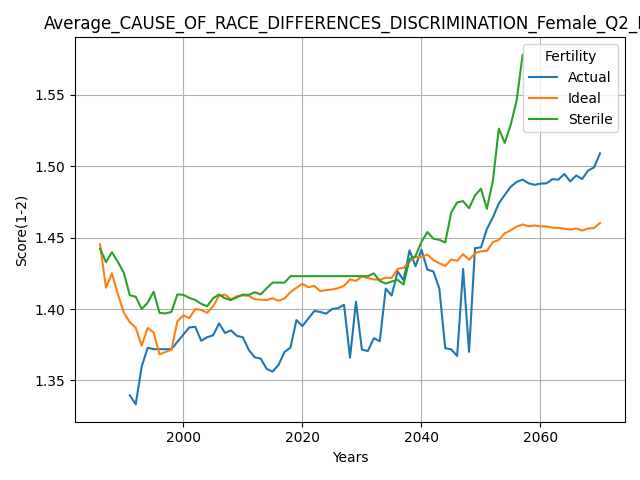 Average_CAUSE_OF_RACE_DIFFERENCES_DISCRIMINATION_Female_Q2_
Fertility
Actual
Ideal
Sterile
Score(1-2)
1.55
1.50
1.45
1.40
1.35
2000 2020 2040 2060
Years